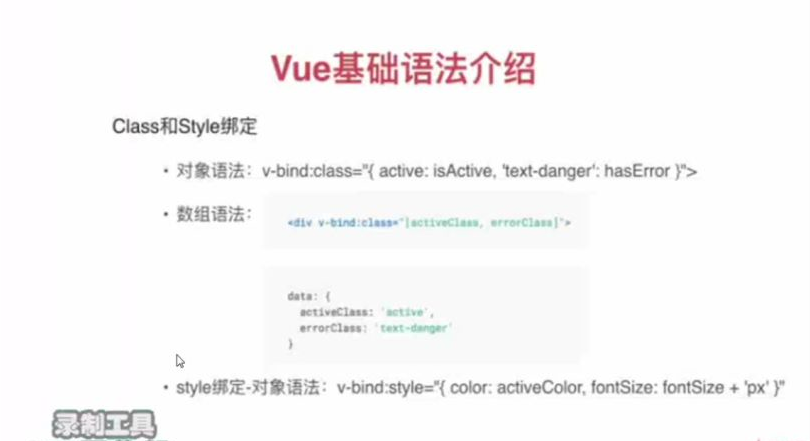 Vue基础语法介绍
Class和Style绑定
• 对象语法：v-bind:class="{ active: isActive, 'text-danger': hasError }">
• 数组语法：
<div v-bind:class="[activeClass, errorClass]">
data: {
activeClass: 'active',
errorClass: 'text-danger'
}
• style绑定-对象语法：v-bind:style="{ color: activeColor, fontSize: fontSize + 'px' }"
录制工具